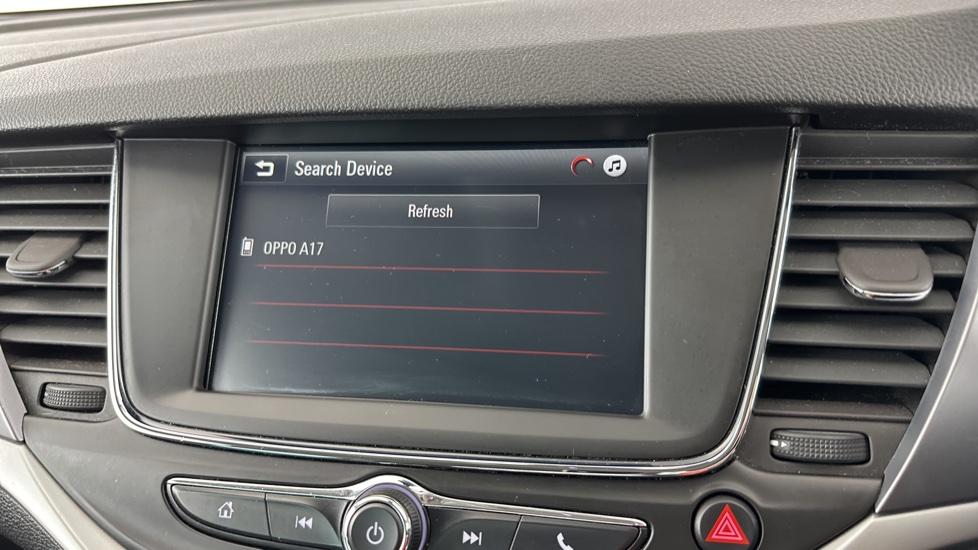 Search Device
Refresh
OPPO A17